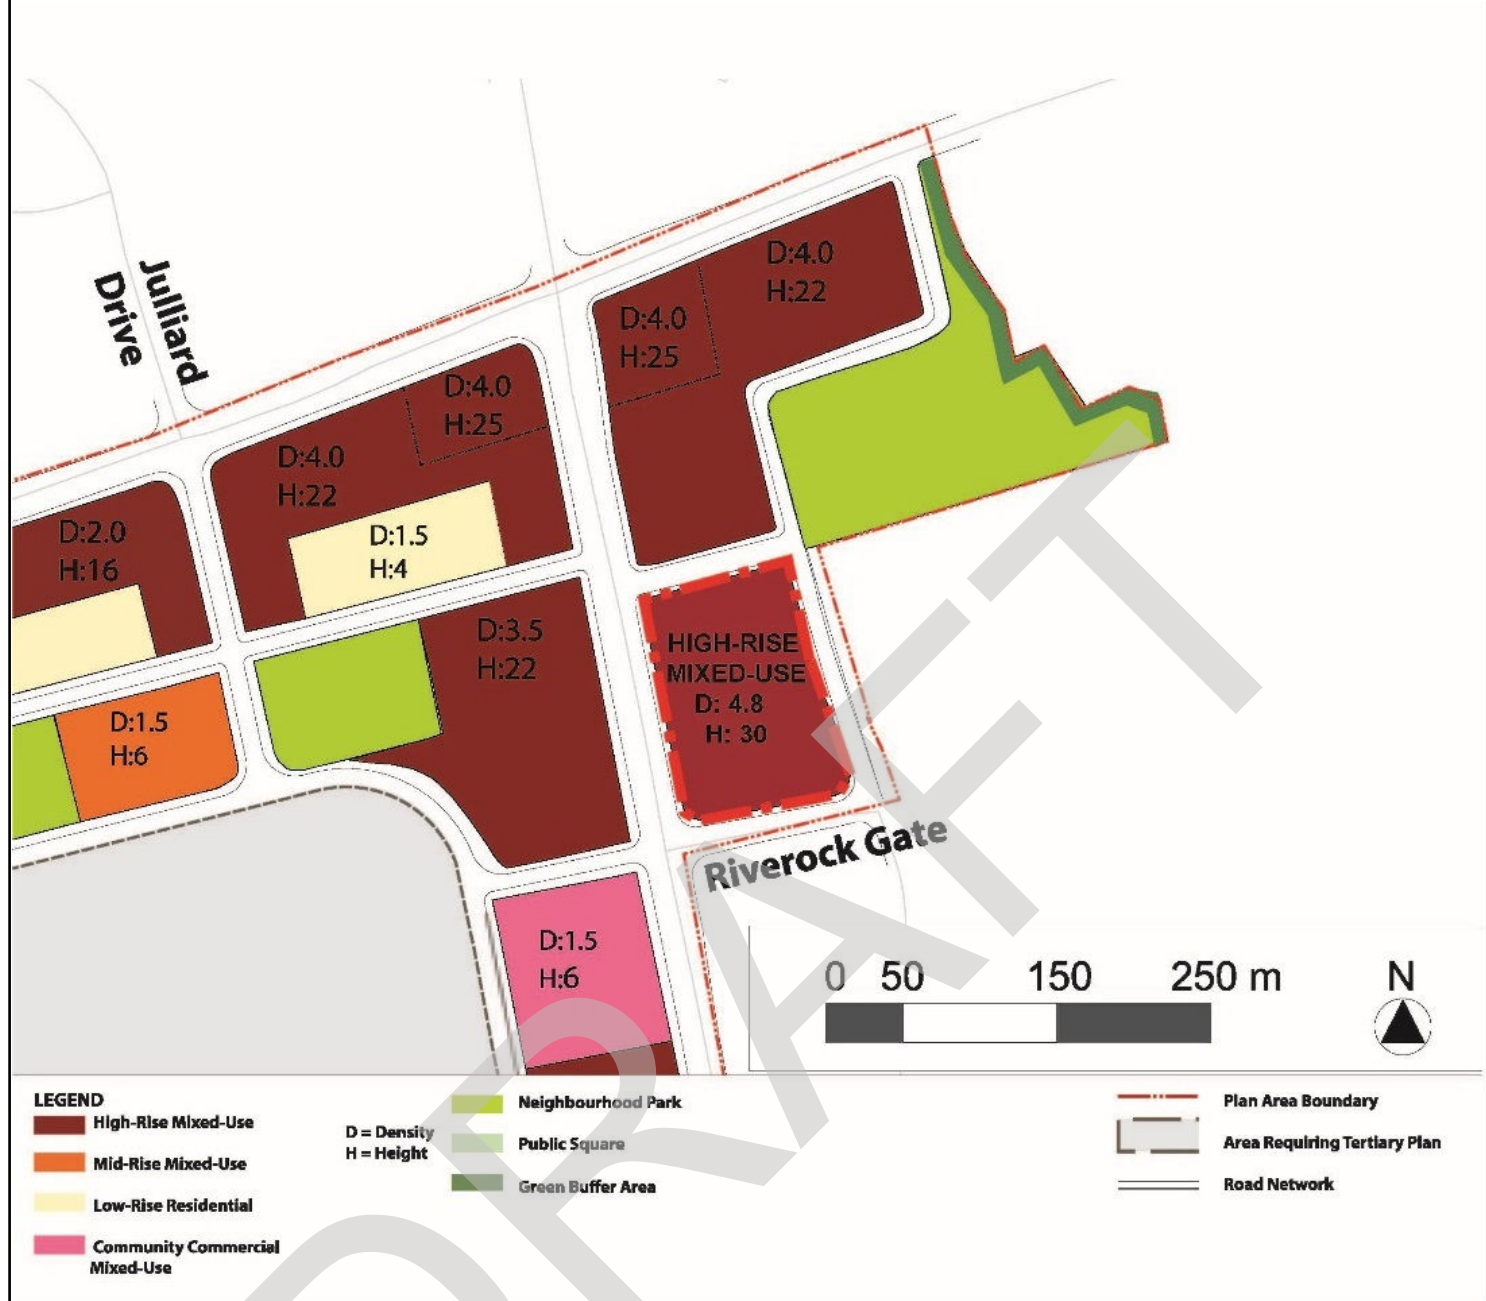 Julliard
Drive
D:4.0
H:22
D:4.0
H:25
D:4.0
H:25
D:4.0
H:22
D:2.0
H:16
D:1.5
H:4
D:3.5
H:22
HIGH-RISE
MIXED-USE
D: 4.8
H: 30
D:1.5
H:6
Riverock Gate
D:1.5
H:6
0 50 150 250 m
N
DRAFT
LEGEND
High-Rise Mixed-Use
Mid-Rise Mixed-Use
Low-Rise Residential
Community Commercial
Mixed-Use
D = Density
H = Height
Neighbourhood Park
Public Square
Green Buffer Area
Plan Area Boundary
Area Requiring Tertiary Plan
Road Network